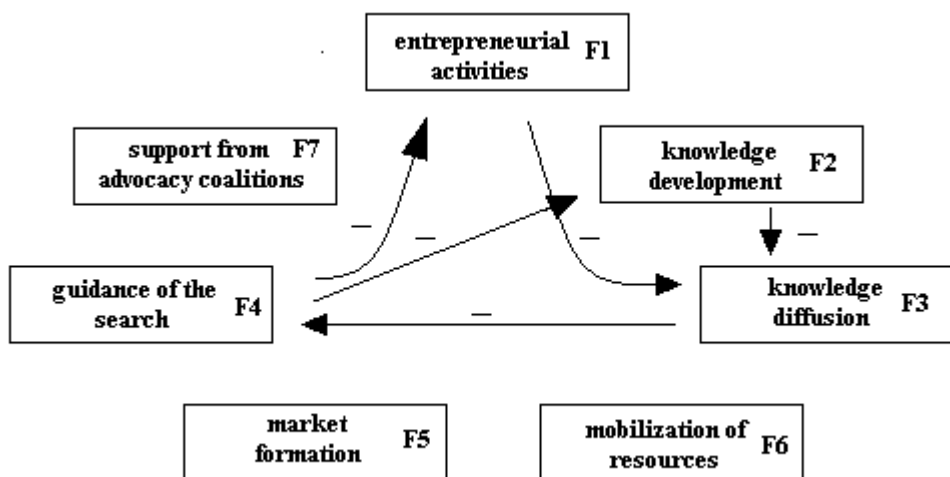 entrepreneurial
activities
F1
support from
advocacy coalitions
F7
knowledge
development
F2
guidance of the
search
F4
knowledge
diffusion
F3
market
formation
F5
mobilization of
resources
F6